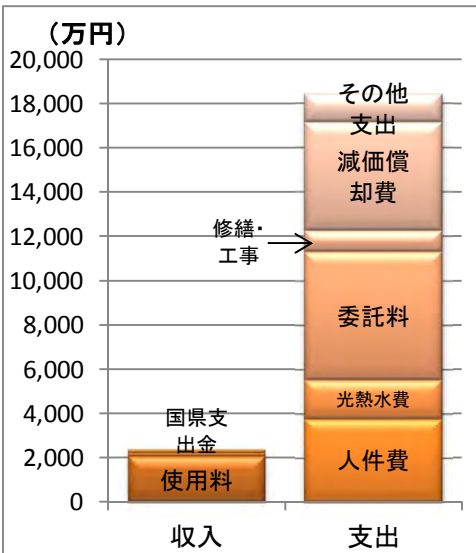 （万円）
20,000
18,000
16,000
14,000
12,000
10,000
8,000
6,000
4,000
2,000
0
その他
支出
減価償
却費
修繕・
工事
委託料
光熱水費
人件費
国県支
出金
使用料
収入
支出